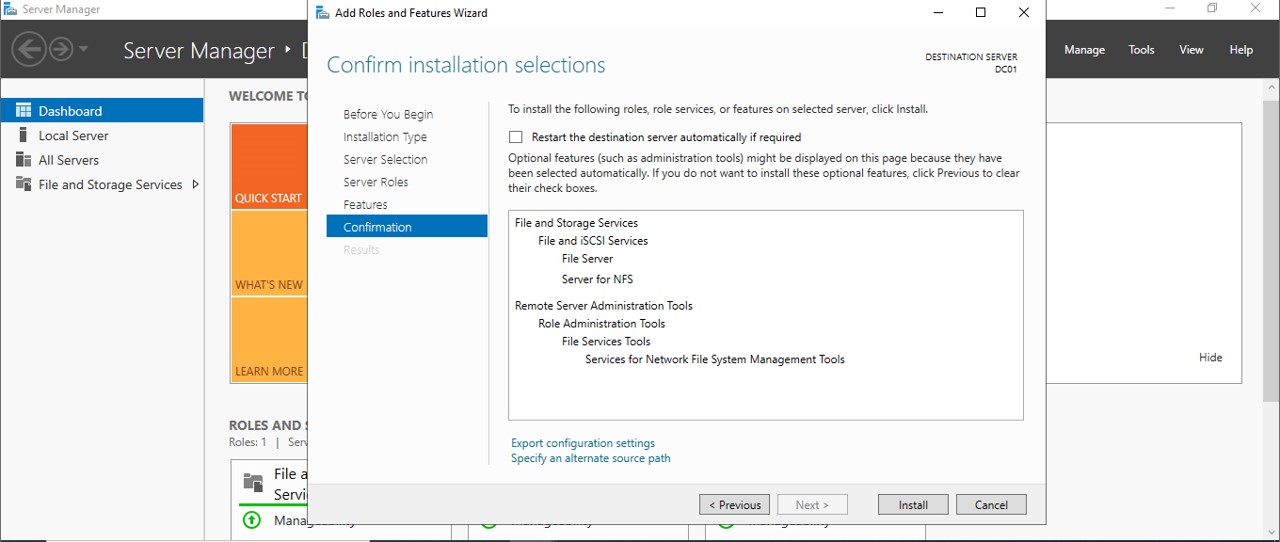 Server Manager
Add Roles and Features Wizard
Server Manager
Manage
Tools
View
Help
Confirm installation selections
DESTINATION SERVER
DC01
Dashboard
Local Server
All Servers
File and Storage Services
WELCOME TO
QUICK START
WHAT'S NEW
LEARN MORE
Before You Begin
Installation Type
Server Selection
Server Roles
Features
Confirmation
Results
To install the following roles, role services, or features on selected server, click Install.
Restart the destination server automatically if required
Optional features (such as administration tools) might be displayed on this page because they have
been selected automatically. If you do not want to install these optional features, click Previous to clear
their check boxes.
File and Storage Services
File and iSCSI Services
File Server
Server for NFS
Remote Server Administration Tools
Role Administration Tools
File Services Tools
Services for Network File System Management Tools
Export configuration settings
Specify an alternate source path
Hide
ROLES AND
Roles: 1 |
File
< Previous
Next >
Install
Cancel